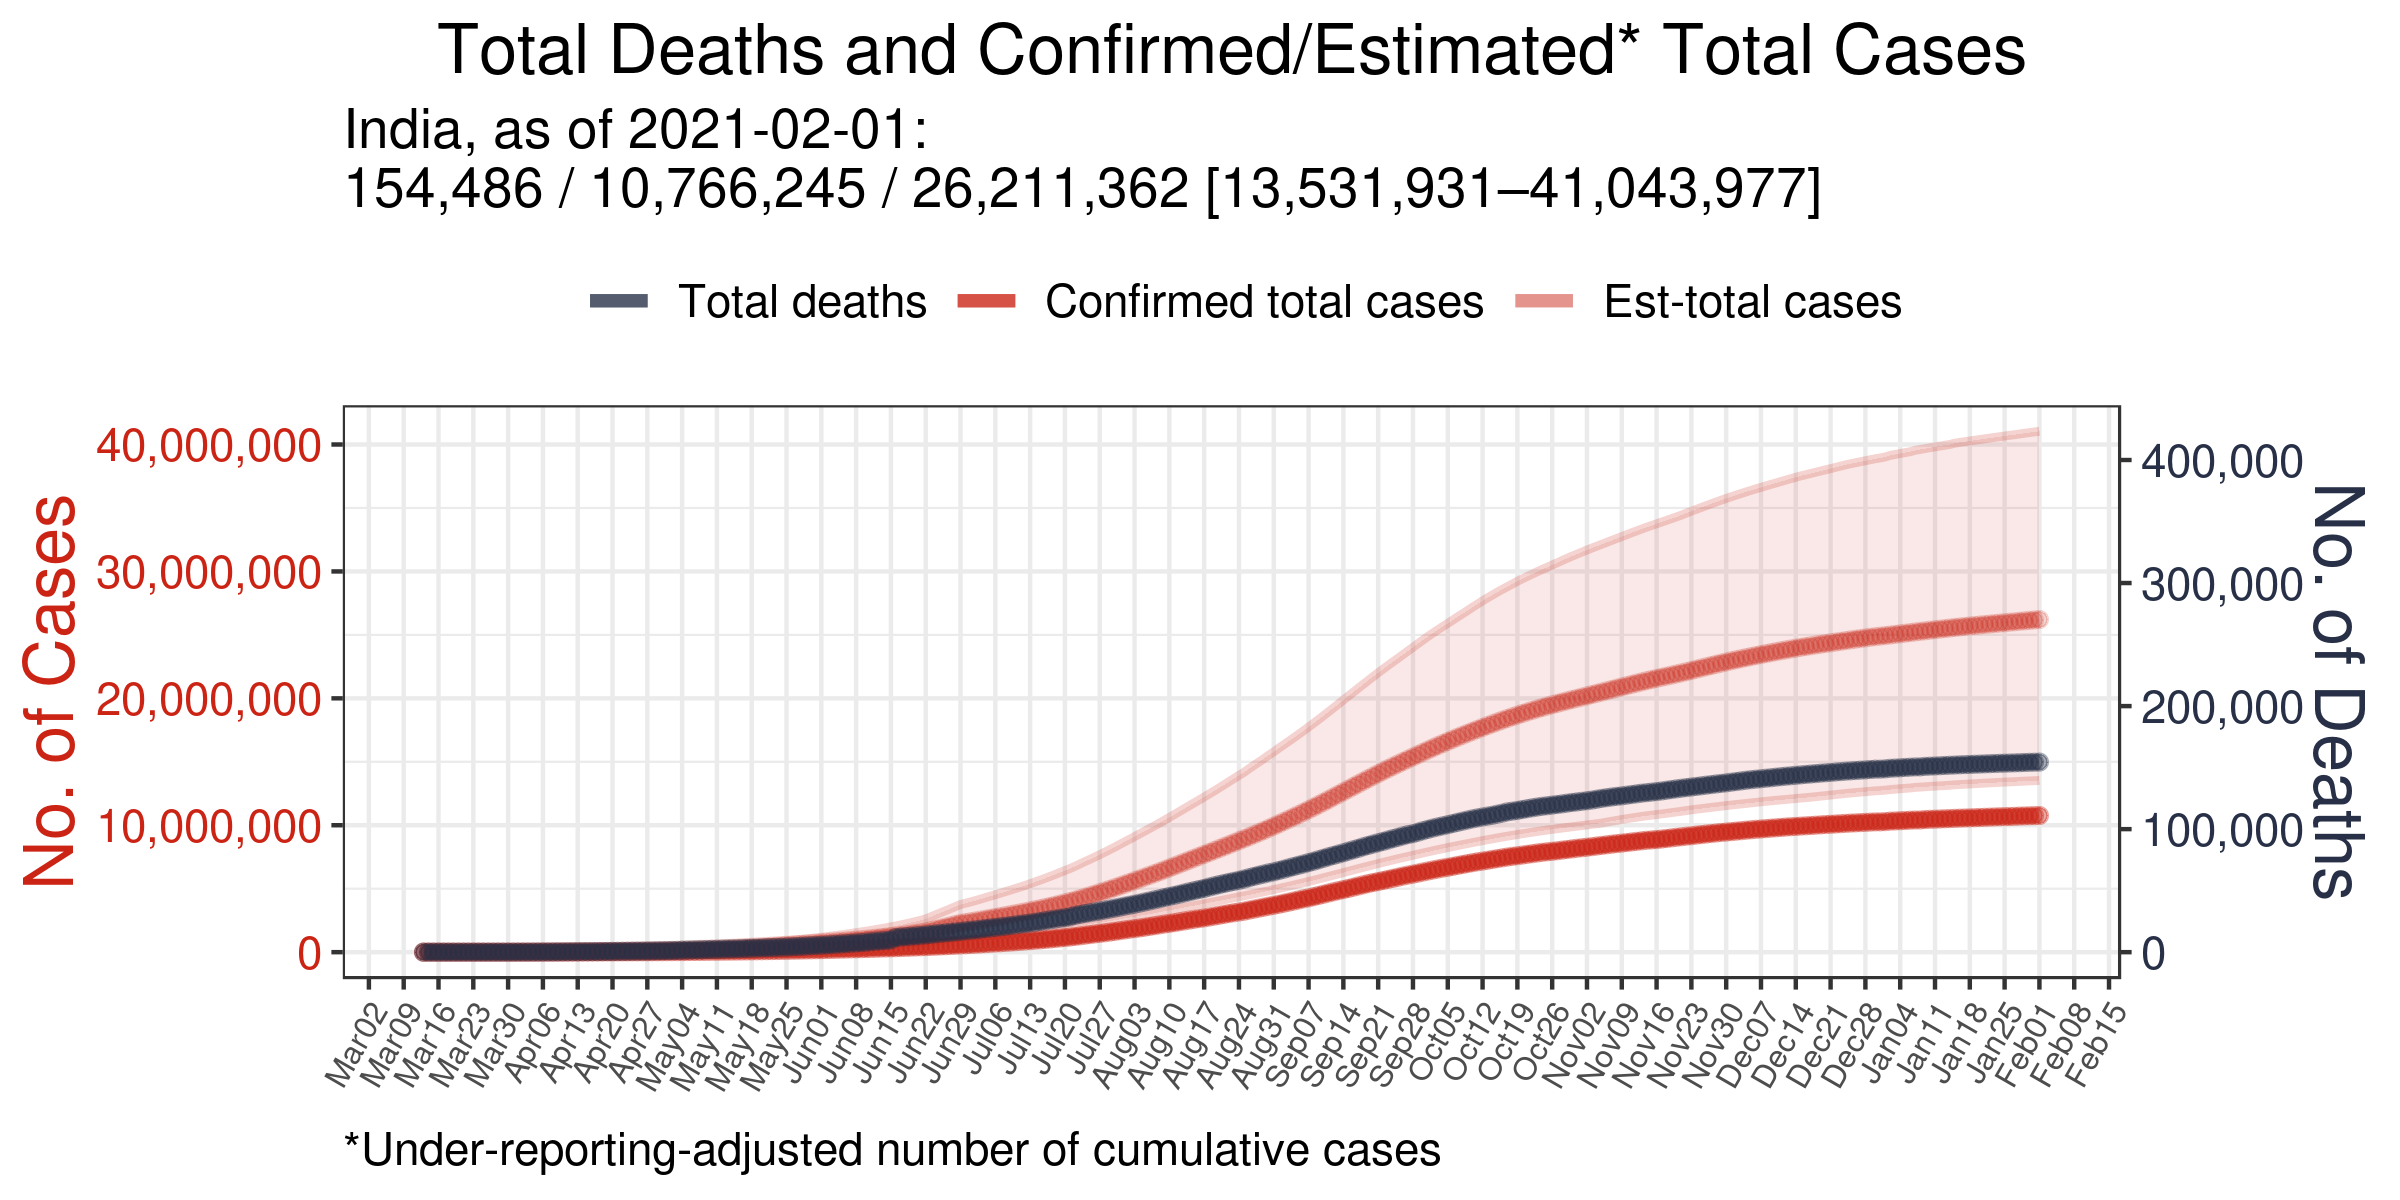 Total Deaths and Confirmed/Estimated* Total Cases
India, as of 2021-02-01:
154,486 / 10,766,245 / 26,211,362 [13,531,931–41,043,977]
Total deaths
Confirmed total cases
Est-total cases
No. of Cases
40,000,000
30,000,000
20,000,000
10,000,000
0
400,000
300,000
200,000
100,000
0
No. of Deaths
Mar02
Mar09
Mar16
Mar23
Mar30
Apr06
Apr13
Apr20
Apr27
May04
May11
May18
May25
Jun01
Jun08
Jun15
Jun22
Jun29
Jul06
Jul13
Jul20
Jul27
Aug03
Aug10
Aug17
Aug24
Aug31
Sep07
Sep14
Sep21
Sep28
Oct05
Oct12
Oct19
Oct26
Nov02
Nov09
Nov16
Nov23
Nov30
Dec07
Dec14
Dec21
Dec28
Jan04
Jan11
Jan18
Jan25
Feb01
Feb08
Feb15
*Under-reporting-adjusted number of cumulative cases